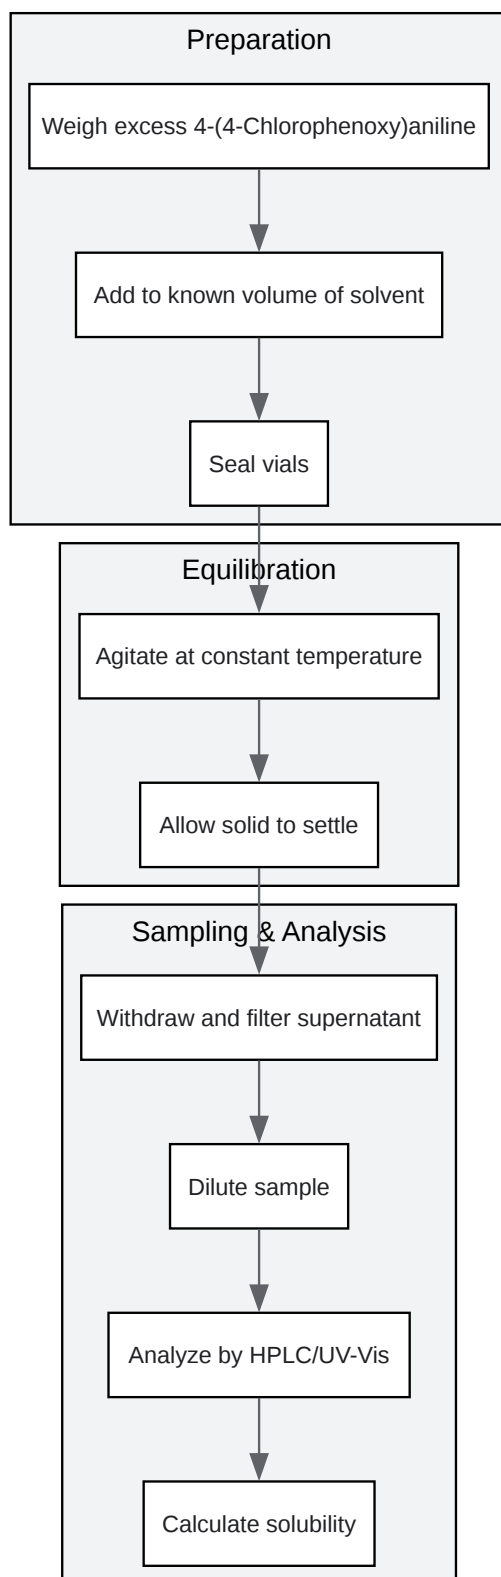 Preparation
Weigh excess 4-(4-Chlorophenoxy)aniline
Add to known volume of solvent
Seal vials
Equilibration
Agitate at constant temperature
Allow solid to settle
Sampling & Analysis
Withdraw and filter supernatant
Dilute sample
Analyze by HPLC/UV-Vis
Calculate solubility